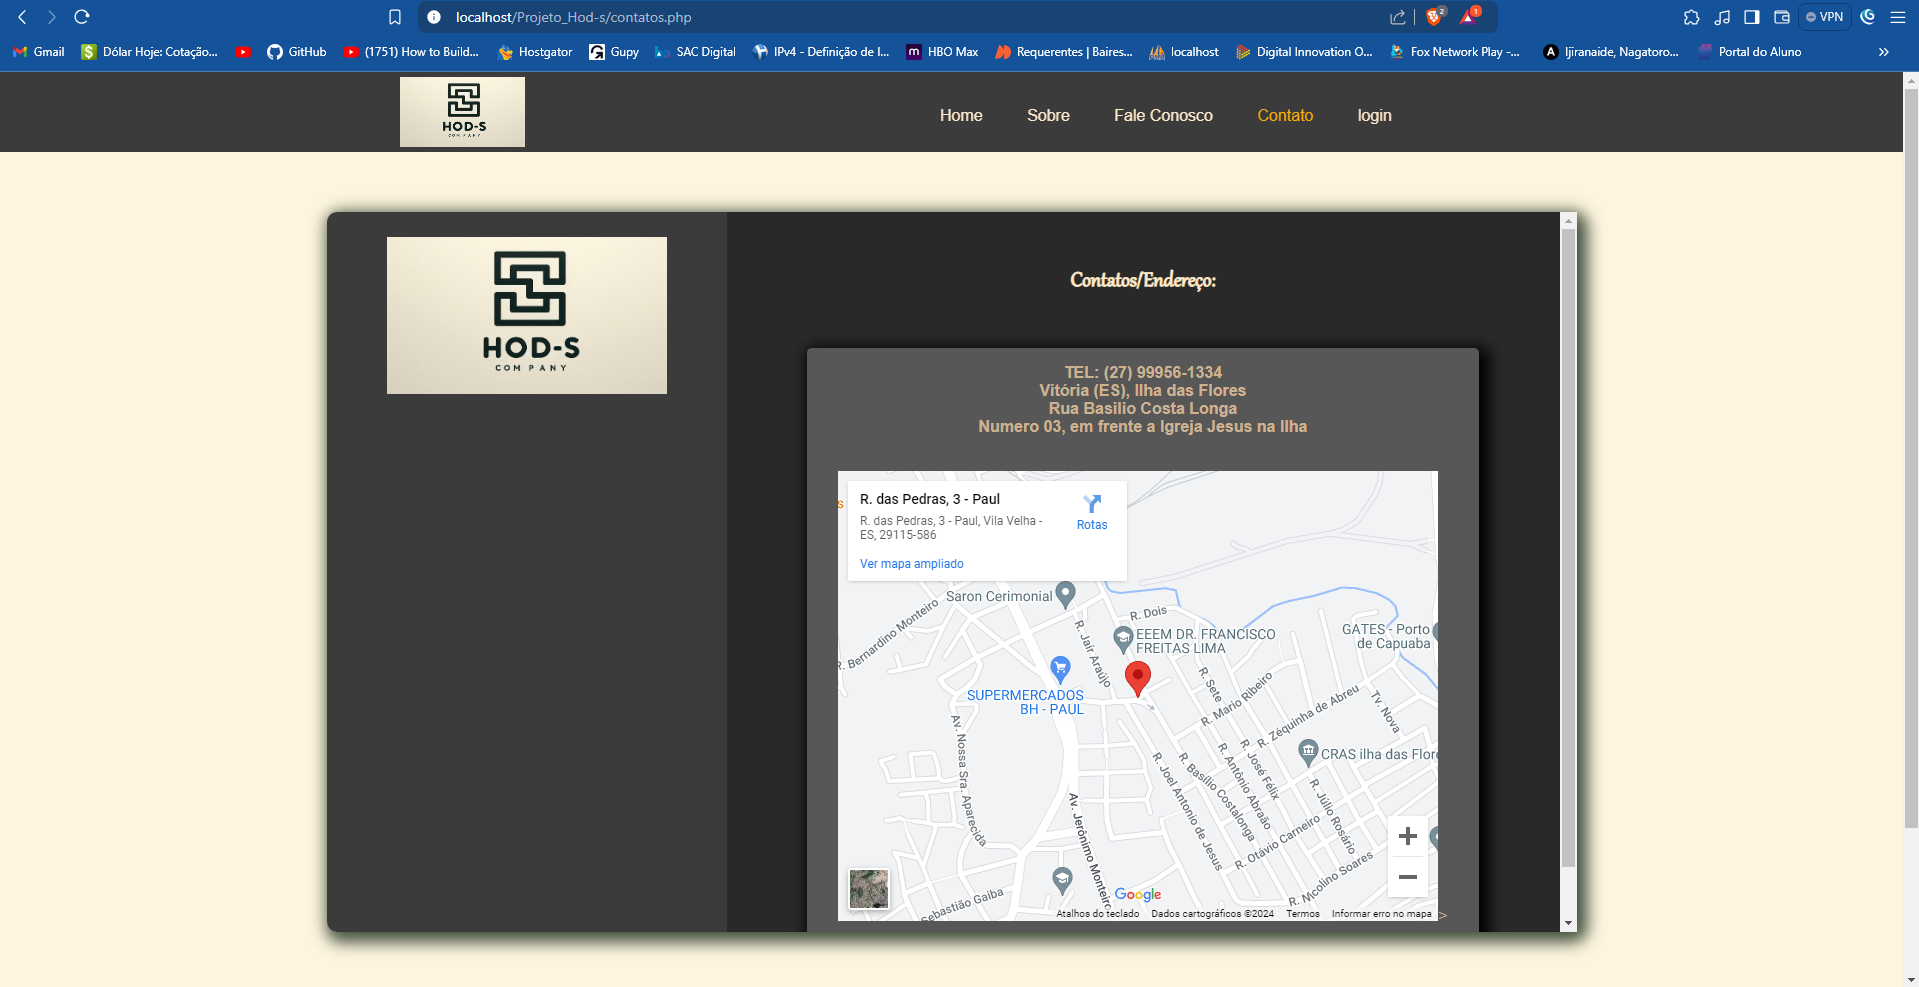 localhost/Projeto_Hod-s/contatos.php
2
1
VPN
Gmail
Dólar Hoje: Cotação...
GitHub
(1751) How to Build...
Hostgator
Gupy
SAC Digital
IPv4 - Definição de I...
HBO Max
Requerentes | Baires...
localhost
Digital Innovation O...
Fox Network Play -...
Ijiranaide, Nagatoro...
Portal do Aluno
HOD-S
COMPANY
Home
Sobre
Fale Conosco
Contato
login
HOD-S
COMPANY
Contatos/Endereço:
TEL: (27) 99956-1334
Vitória (ES), Ilha das Flores
Rua Basilio Costa Longa
Numero 03, em frente a Igreja Jesus na Ilha
s
R. das Pedras, 3 - Paul
R. das Pedras, 3 - Paul, Vila Velha -
ES, 29115-586
Rotas
Ver mapa ampliado
Saron Cerimonial
R. Bernardino Monteiro
R. Jair Araújo
R. Dois
EEEM DR. FRANCISCO
FREITAS LIMA
GATES - Porto
de Capuaba
SUPERMERCADOS
BH - PAUL
R. Sete
R. Mario Ribeiro
R. Zéquinha de Abreu
Tv. Nova
Av. Nossa Sra. Aparecida
CRAS ilha das Flore
R. Joel Antonio de Jesus
R. Basílio Costalonga
R. Antônio Abraão
R. José Félix
R. Júlio Rosário
R. Otávio Carneiro
R. Nicolino Soares
Av. Jerônimo Monteiro
Sebastião Gaiba
Google
Atalhos do teclado
Dados cartográficos ©2024
Termos
Informar erro no mapa
>